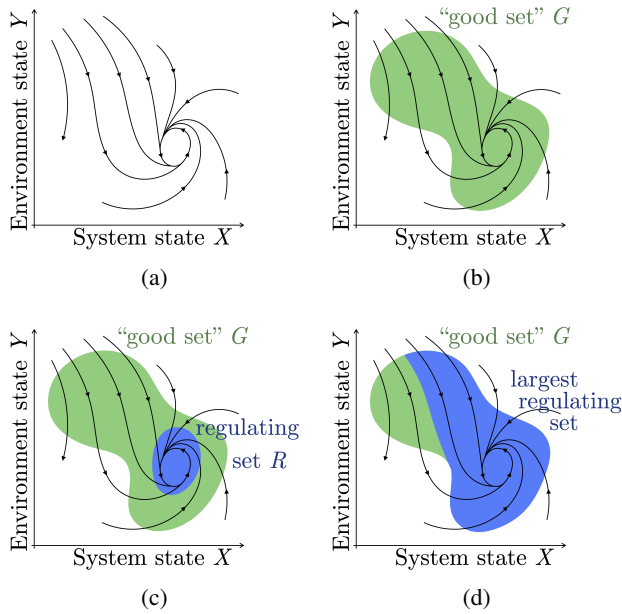 Environment state Y
System state X
(a)
“good set” G
Environment state Y
System state X
(b)
“good set” G
regulating
set R
Environment state Y
System state X
(c)
“good set” G
largest
regulating
set
Environment state Y
System state X
(d)